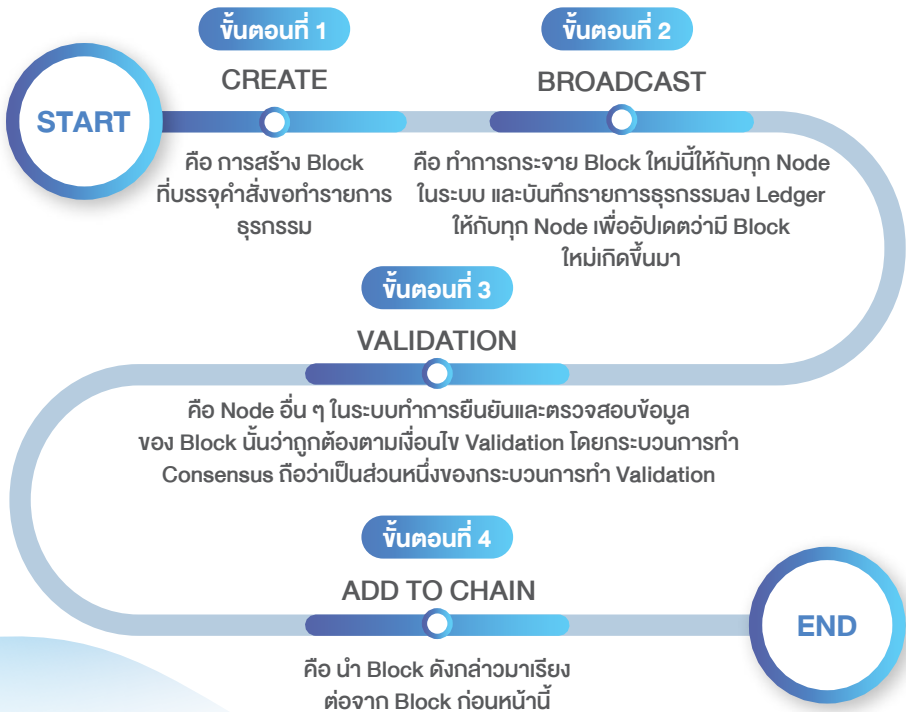 ขั้นตอนที่ 1
CREATE
START
คือ การสร้าง Block
ที่บรรจุคำสั่งขอทำรายการ
ธุรกรรม
ขั้นตอนที่ 2
BROADCAST
คือ ทำการกระจาย Block ใหม่นี้ให้กับทุก Node
ในระบบ และบันทึกรายการธุรกรรมลง Ledger
ให้กับทุก Node เพื่ออัปเดตว่ามี Block
ใหม่เกิดขึ้นมา
ขั้นตอนที่ 3
VALIDATION
คือ Node อื่น ๆ ในระบบทำการยืนยันและตรวจสอบข้อมูล
ของ Block นั้นว่าถูกต้องตามเงื่อนไข Validation โดยกระบวนการทำ
Consensus ถือว่าเป็นส่วนหนึ่งของกระบวนการทำ Validation
ขั้นตอนที่ 4
ADD TO CHAIN
คือ นำ Block ดังกล่าวมาเรียง
ต่อจาก Block ก่อนหน้านี้
END